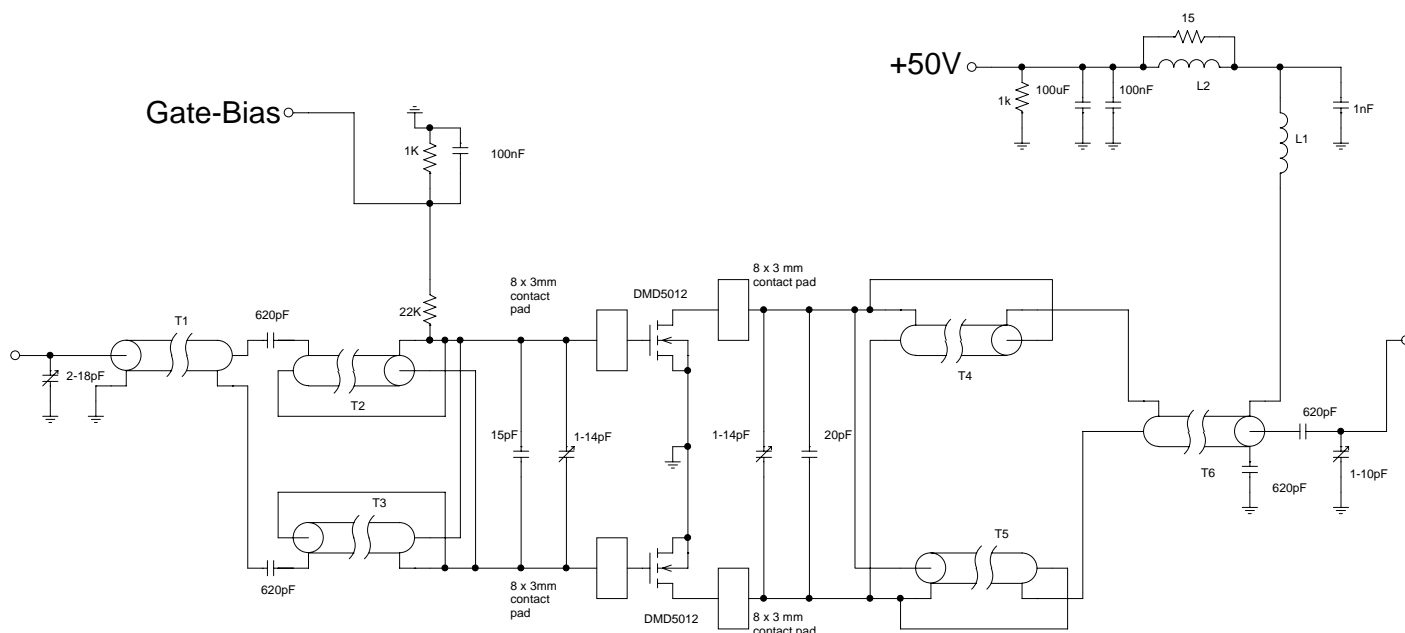 15
+50V
1k
100uF
100nF
L2
1nF
L1
Gate-Bias
1K
100nF
8 x 3mm
contact
pad
8 x 3 mm
contact pad
DMD5012
22K
620pF
T1
2-18pF
T2
T4
15pF
1-14pF
1-14pF
20pF
620pF
T6
620pF
1-10pF
T3
T5
620pF
8 x 3mm
contact
pad
DMD5012
8 x 3 mm
contact pad